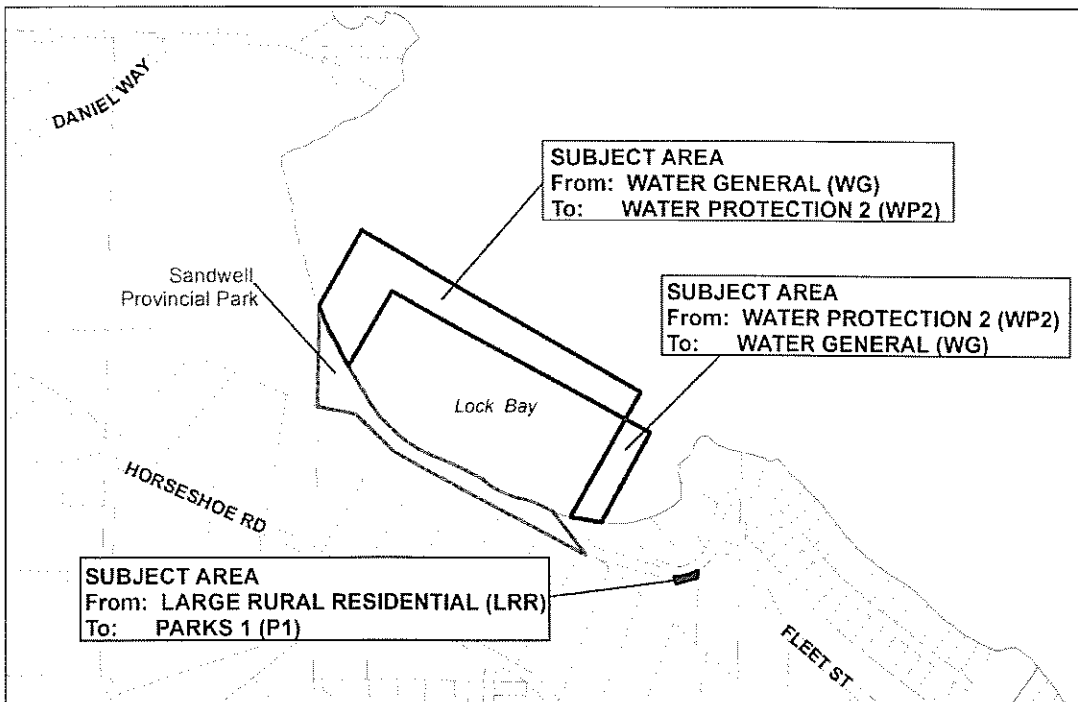 DANIEL WAY
SUBJECT AREA
From: WATER GENERAL (WG)
To: WATER PROTECTION 2 (WP2)
Sandwell
Provincial Park
SUBJECT AREA
From: WATER PROTECTION 2 (WP2)
To: WATER GENERAL (WG)
Lock Bay
HORSESHOE RD
SUBJECT AREA
From: LARGE RURAL RESIDENTIAL (LRR)
To: PARKS 1 (P1)
FLEET ST